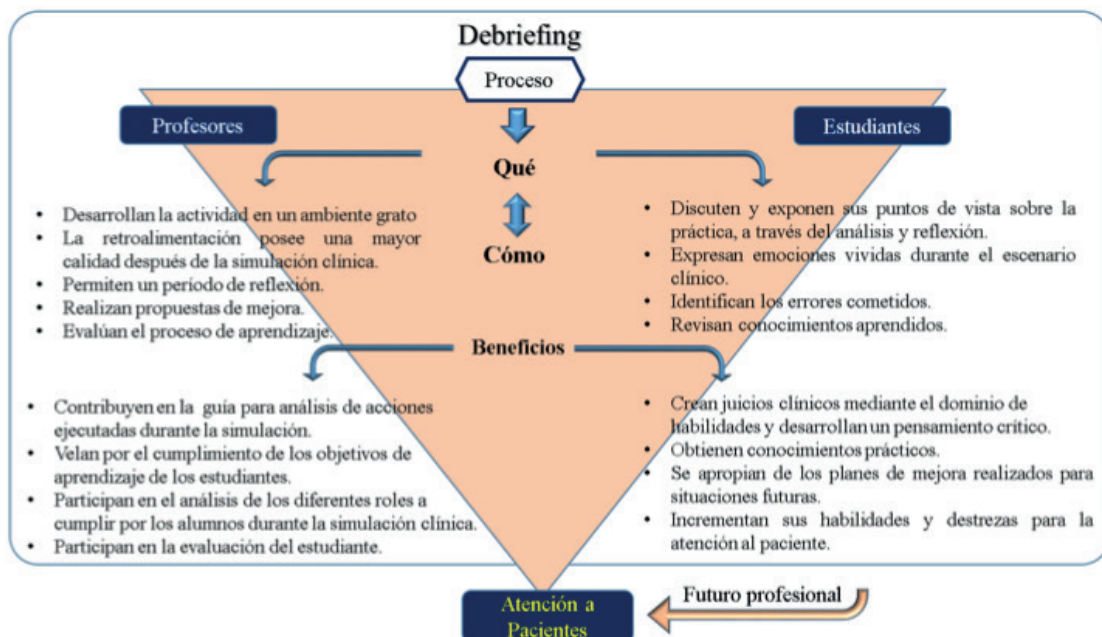 Debriefing
Proceso
Profesores
Estudiantes
Qué
Cómo
• Desarrollan la actividad en un ambiente grato
• La retroalimentación posee una mayor
calidad después de la simulación clínica.
• Permiten un período de reflexión.
• Realizan propuestas de mejora.
• Evalúan el proceso de aprendizaje.
• Discuten y exponen sus puntos de vista sobre la
práctica, a través del análisis y reflexión.
• Expresan emociones vividas durante el escenario
clínico.
• Identifican los errores cometidos.
• Revisan conocimientos aprendidos.
Beneficios
• Contribuyen en la guía para análisis de acciones
ejecutadas durante la simulación.
• Velan por el cumplimiento de los objetivos de
aprendizaje de los estudiantes.
• Participan en el análisis de los diferentes roles a
cumplir por los alumnos durante la simulación clínica.
• Participan en la evaluación del estudiante.
• Crean juicios clínicos mediante el dominio de
habilidades y desarrollan un pensamiento crítico.
• Obtienen conocimientos prácticos.
• Se apropian de los planes de mejora realizados para
situaciones futuras.
• Incrementan sus habilidades y destrezas para la
atención al paciente.
Futuro profesional
Atención a
Pacientes